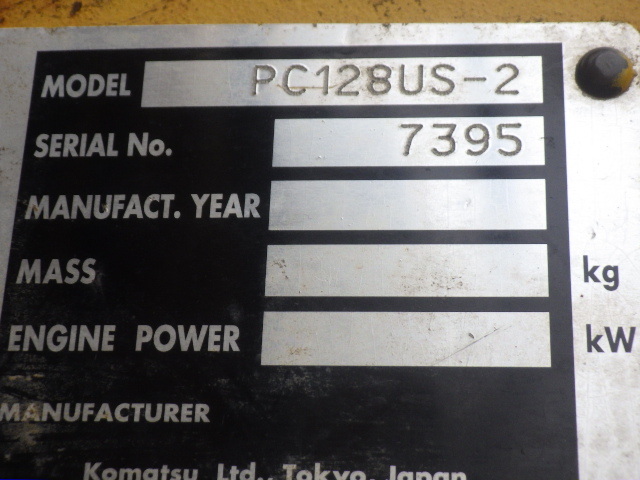 MODEL PC128US-2
SERIAL No. 7395
MANUFACT. YEAR
MASS kg
ENGINE POWER kW
MANUFACTURER
Komatsu Ltd., Tokyo, Japan